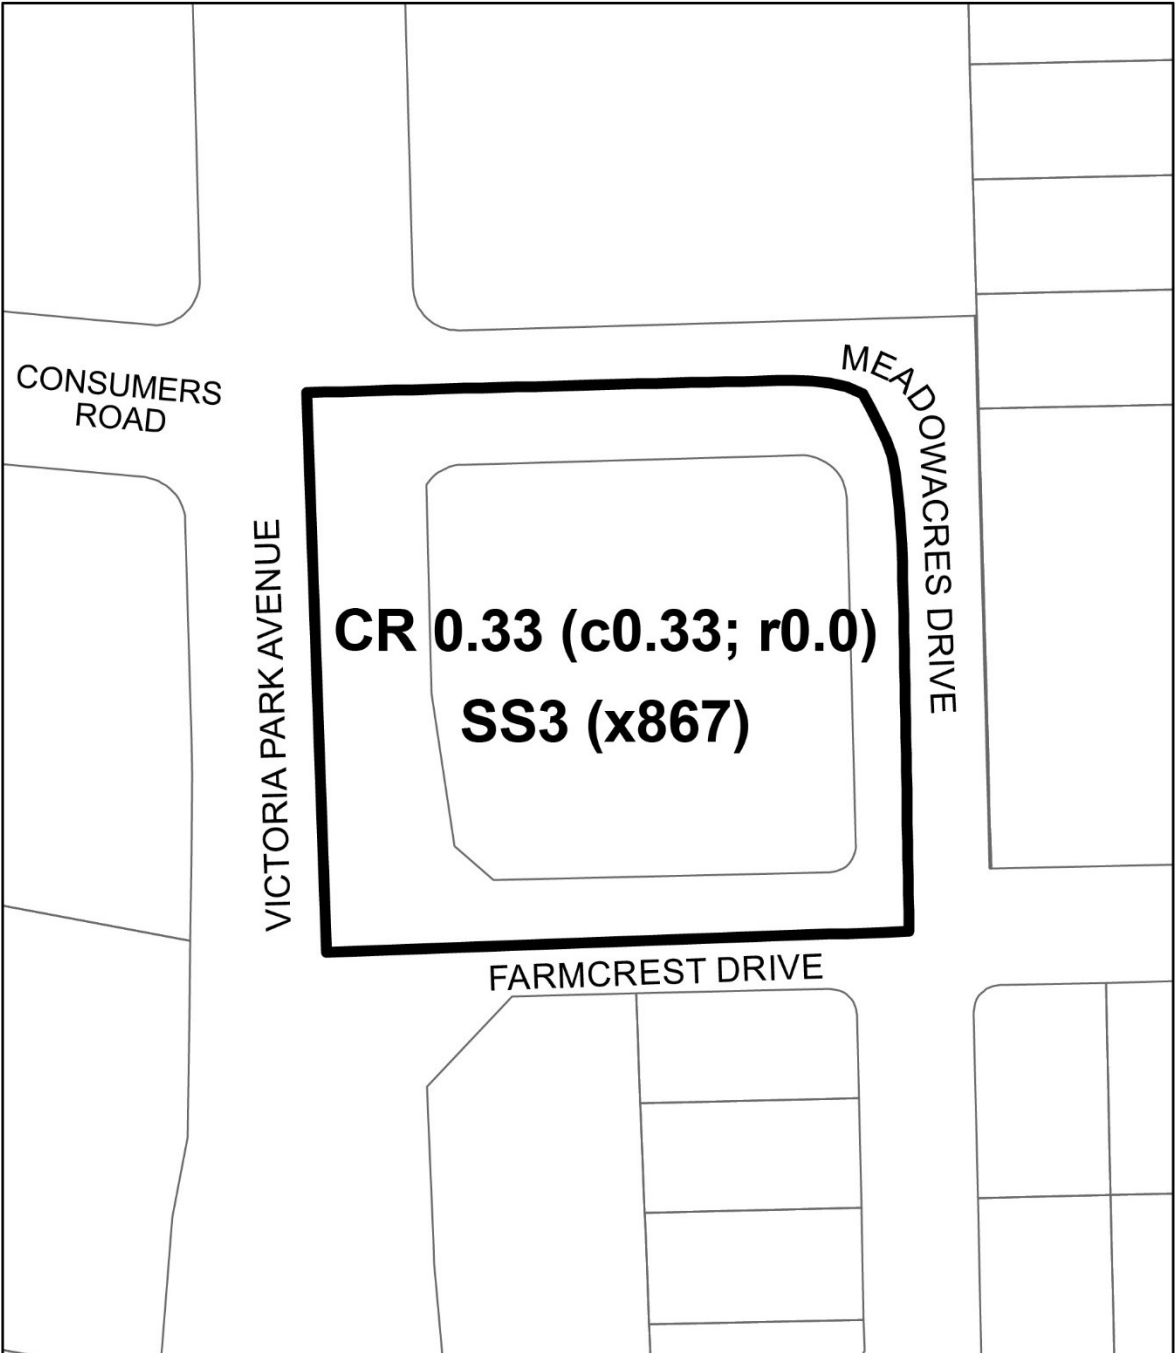 CONSUMERS
ROAD
MEADOWACRES DRIVE
VICTORIA PARK AVENUE
CR 0.33 (c0.33; r0.0)
SS3 (x867)
FARMCREST DRIVE